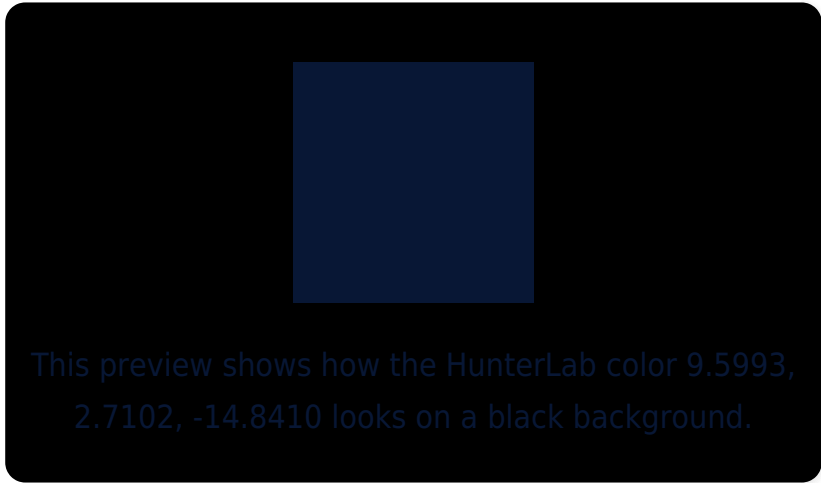 This preview shows how the HunterLab color 9.5993,
2.7102, -14.8410 looks on a black background.